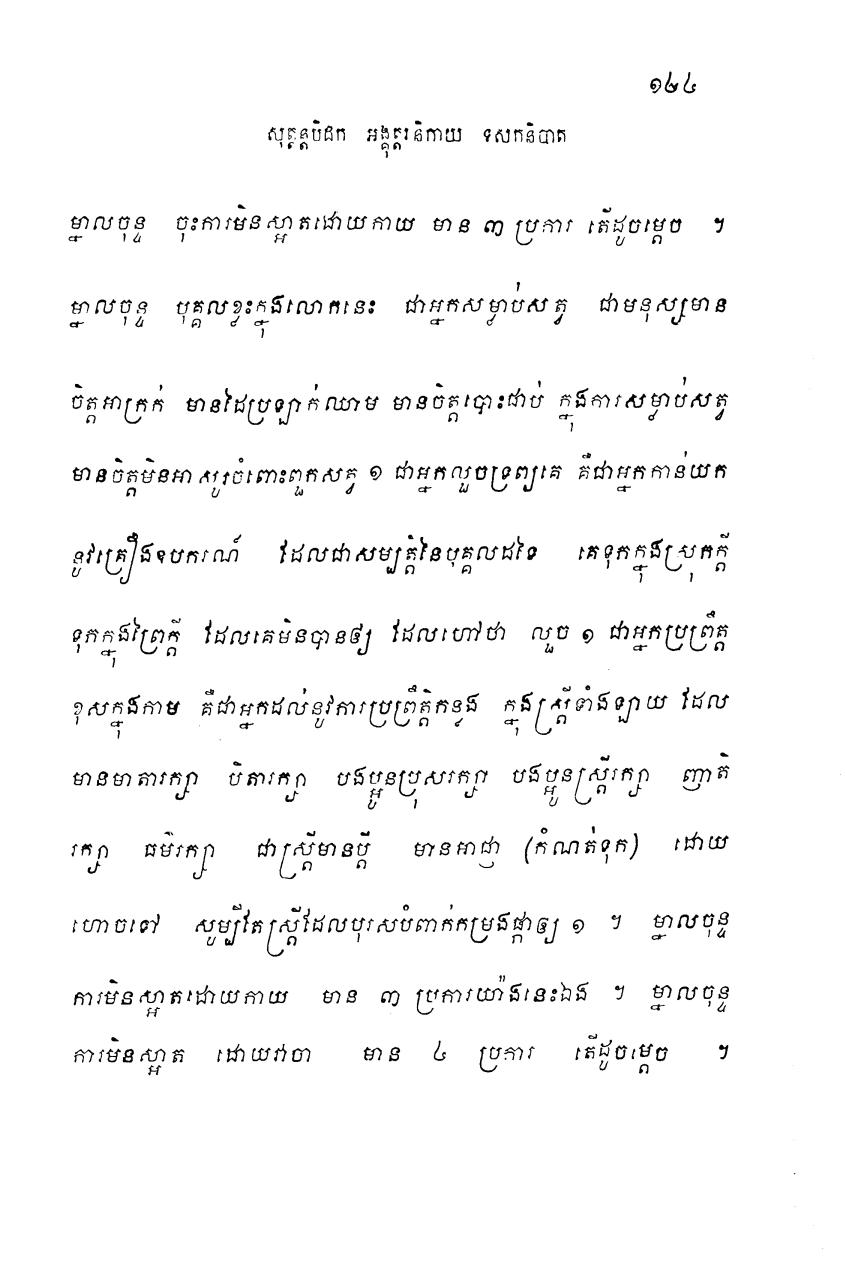 ១២៤
សុត្តន្តបិដក អង្គុត្តរនិកាយ ទសកនិបាត
ម្នាលចុន្ទ ចុះការមិនស្អាតដោយកាយ មាន ៣ ប្រការ តើដូចម្តេច ។
ម្នាលចុន្ទ បុគ្គលខ្លះក្នុងលោកនេះ ជាអ្នកសម្លាប់សត្វ ជាមនុស្សមាន
ចិត្តអាក្រក់ មានដៃប្រឡាក់ឈាម មានចិត្តបោះជាប់ ក្នុងការសម្លាប់សត្វ
មានចិត្តមិនអាសូរចំពោះពួកសត្វ ១ ជាអ្នកលួចទ្រព្យគេ គឺជាអ្នកកាន់យក
នូវគ្រឿងឧបករណ៍ ដែលជាសម្បត្តិនៃបុគ្គលដទៃ គេទុកក្នុងស្រុកក្តី
ទុកក្នុងព្រៃក្តី ដែលគេមិនបានឲ្យ ដែលហៅថា លួច ១ ជាអ្នកប្រព្រឹត្ត
ខុសក្នុងកាម គឺជាអ្នកដល់នូវការប្រព្រឹត្តិកន្លង ក្នុងស្ត្រីទាំងឡាយ ដែល
មានមាតារក្សា បិតារក្សា បងប្អូនប្រុសរក្សា បងប្អូនស្ត្រីរក្សា ញាតិ
រក្សា ធម៌រក្សា ជាស្ត្រីមានប្តី មានអាជ្ញា (កំណត់ទុក) ដោយ
ហោចទៅ សូម្បីតែស្ត្រីដែលបុរសបំពាក់កម្រងផ្កាឲ្យ ១ ។ ម្នាលចុន្ទ
ការមិនស្អាតដោយកាយ មាន ៣ ប្រការយ៉ាងនេះឯង ។ ម្នាលចុន្ទ
ការមិនស្អាត ដោយវាចា មាន ៤ ប្រការ តើដូចម្តេច ។